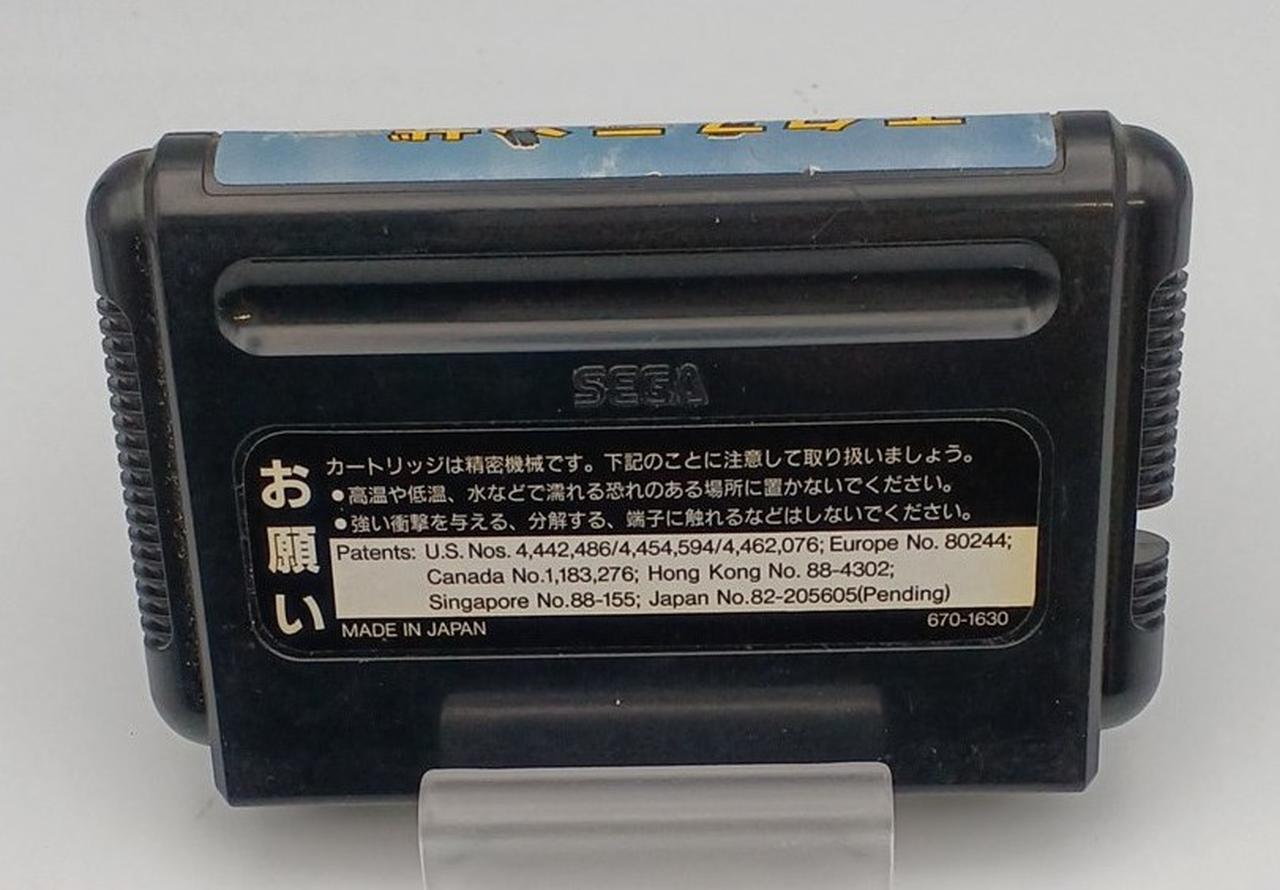 SEGA
お願い
カートリッジは精密機械です。下記のことに注意して取り扱いましょう。
●高温や低温、水などで濡れる恐れのある場所に置かないでください。
●強い衝撃を与える、分解する、端子に触れるなどはしないでください。
Patents: U.S. Nos. 4,442,486/4,454,594/4,462,076; Europe No. 80244;
Canada No.1,183,276; Hong Kong No. 88-4302;
Singapore No.88-155; Japan No.82-205605(Pending)
MADE IN JAPAN
670-1630